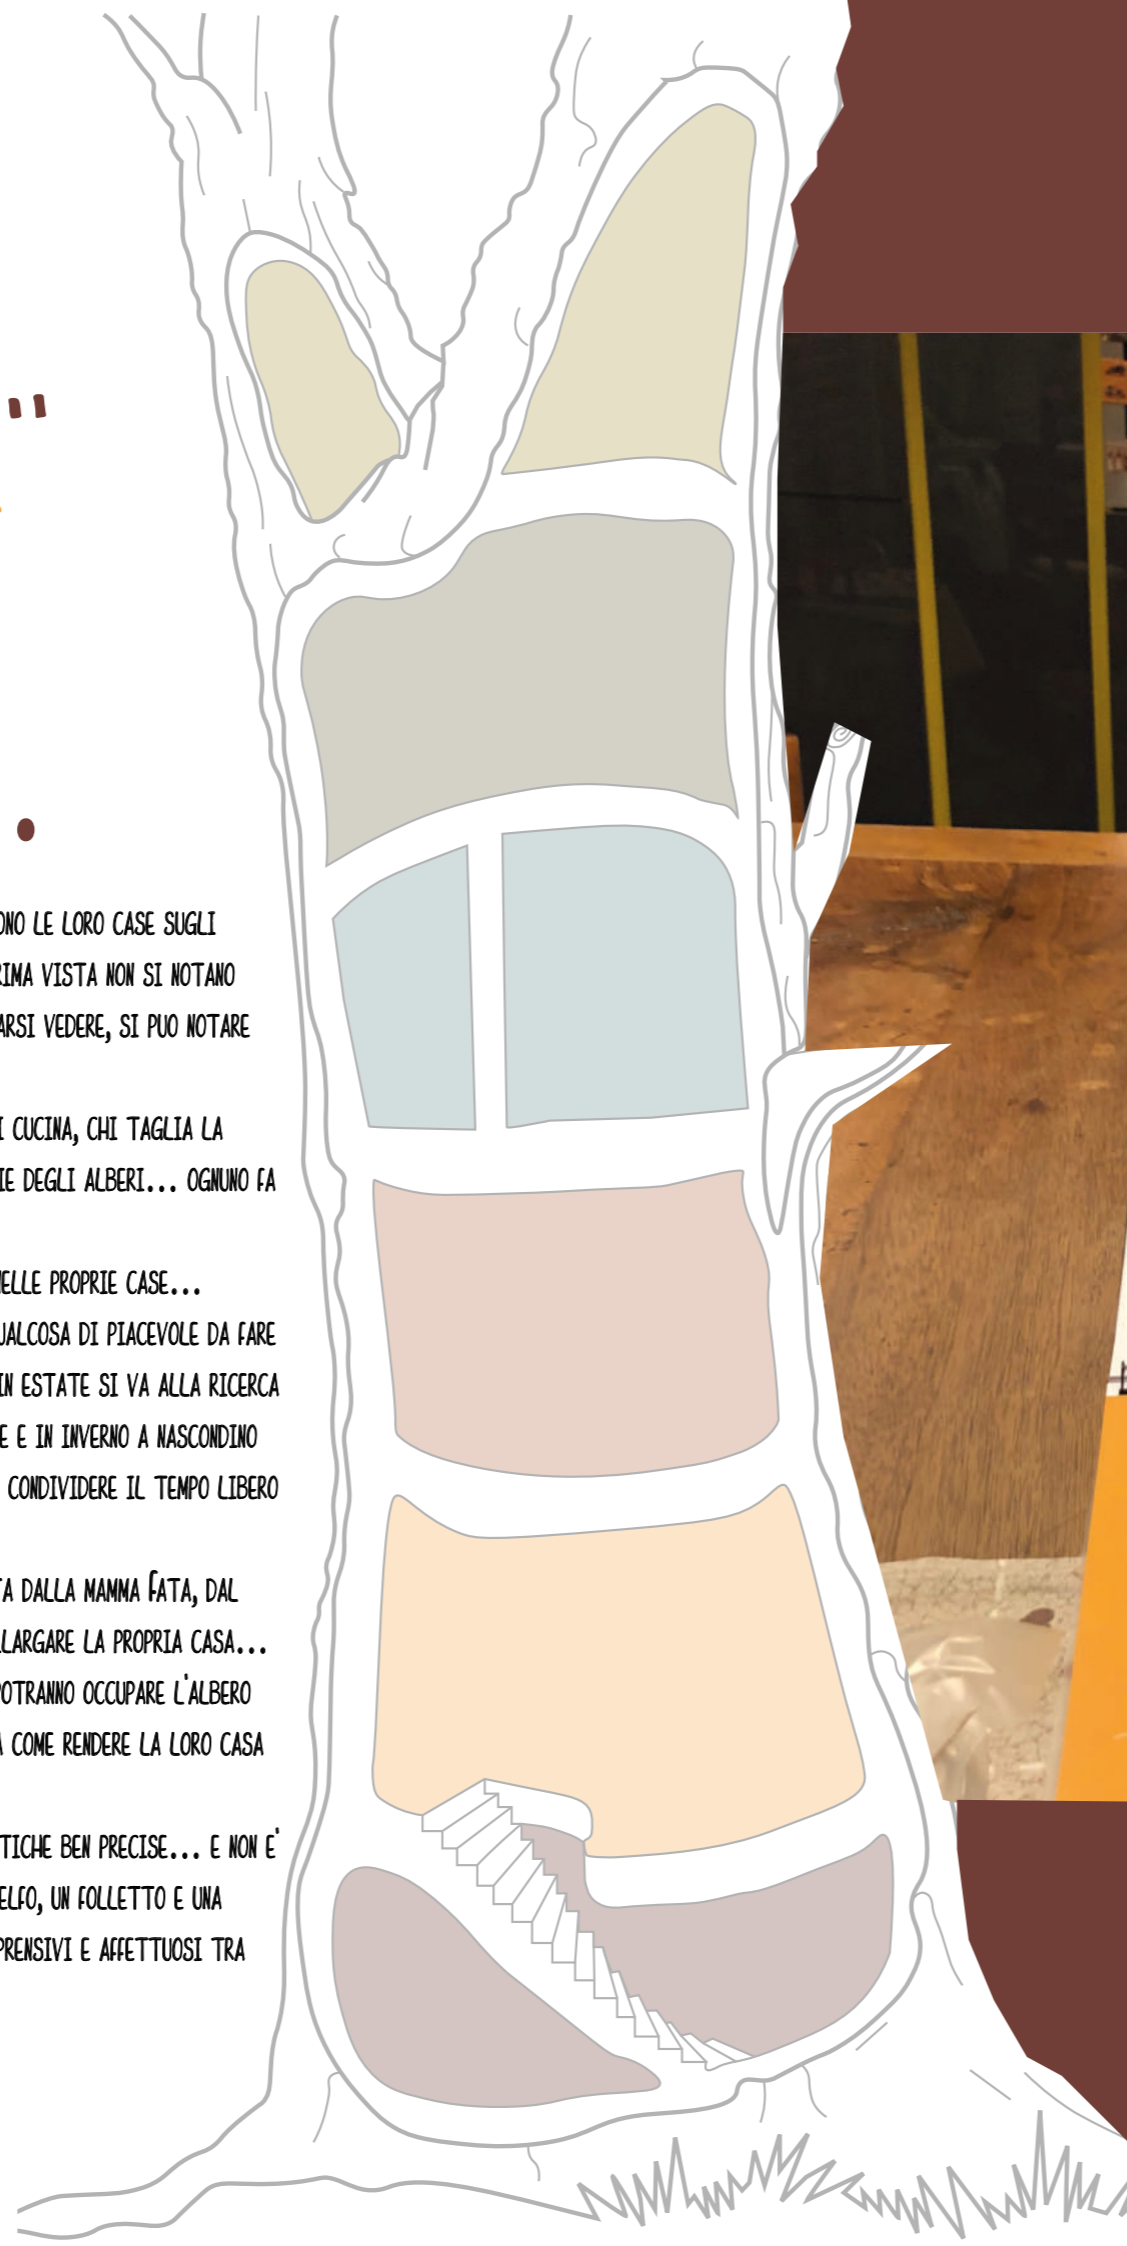 "
.
ONO LE LORO CASE SUGLI
RIMA VISTA NON SI NOTANO
ARSI VEDERE, SI PUO NOTARE
I CUCINA, CHI TAGLIA LA
IE DEGLI ALBERI... OGNUNO FA
NELLE PROPRIE CASE...
UALCOSA DI PIACEVOLE DA FARE
IN ESTATE SI VA ALLA RICERCA
E E IN INVERNO A NASCONDINO
CONDIVIDERE IL TEMPO LIBERO
TA DALLA MAMMA FATA, DAL
LLARGARE LA PROPRIA CASA...
POTRANNO OCCUPARE L'ALBERO
A COME RENDERE LA LORO CASA
TICHE BEN PRECISE... E NON E'
ELFO, UN FOLLETTO E UNA
PRENSIVI E AFFETTUOSI TRA